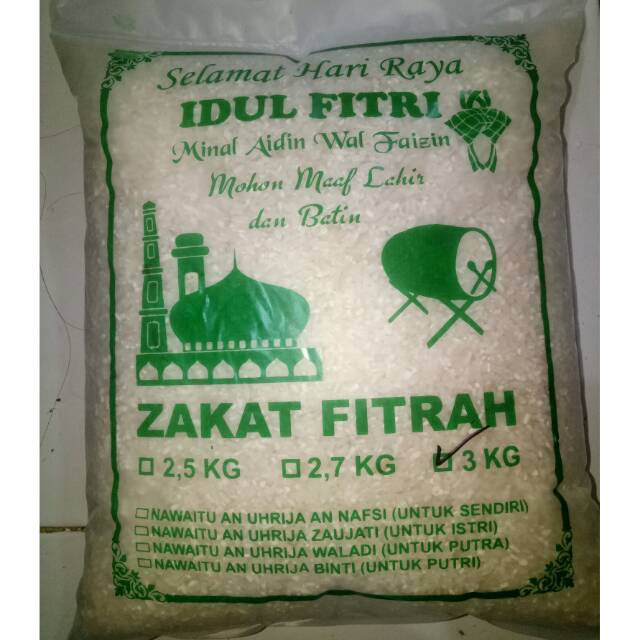 Selamat Hari Raya
IDUL FITRI
Minal Aidin Wal Faizin
Mohon Maaf Lahir
dan Batin
ZAKAT FITRAH
2,5 KG 2,7 KG 3 KG
NAWAITU AN UHRIJA AN NAFSI (UNTUK SENDIRI)
NAWAITU AN UHRIJA ZAUJATI (UNTUK ISTRI)
NAWAITU AN UHRIJA WALADI (UNTUK PUTRA)
NAWAITU AN UHRIJA BINTI (UNTUK PUTRI)